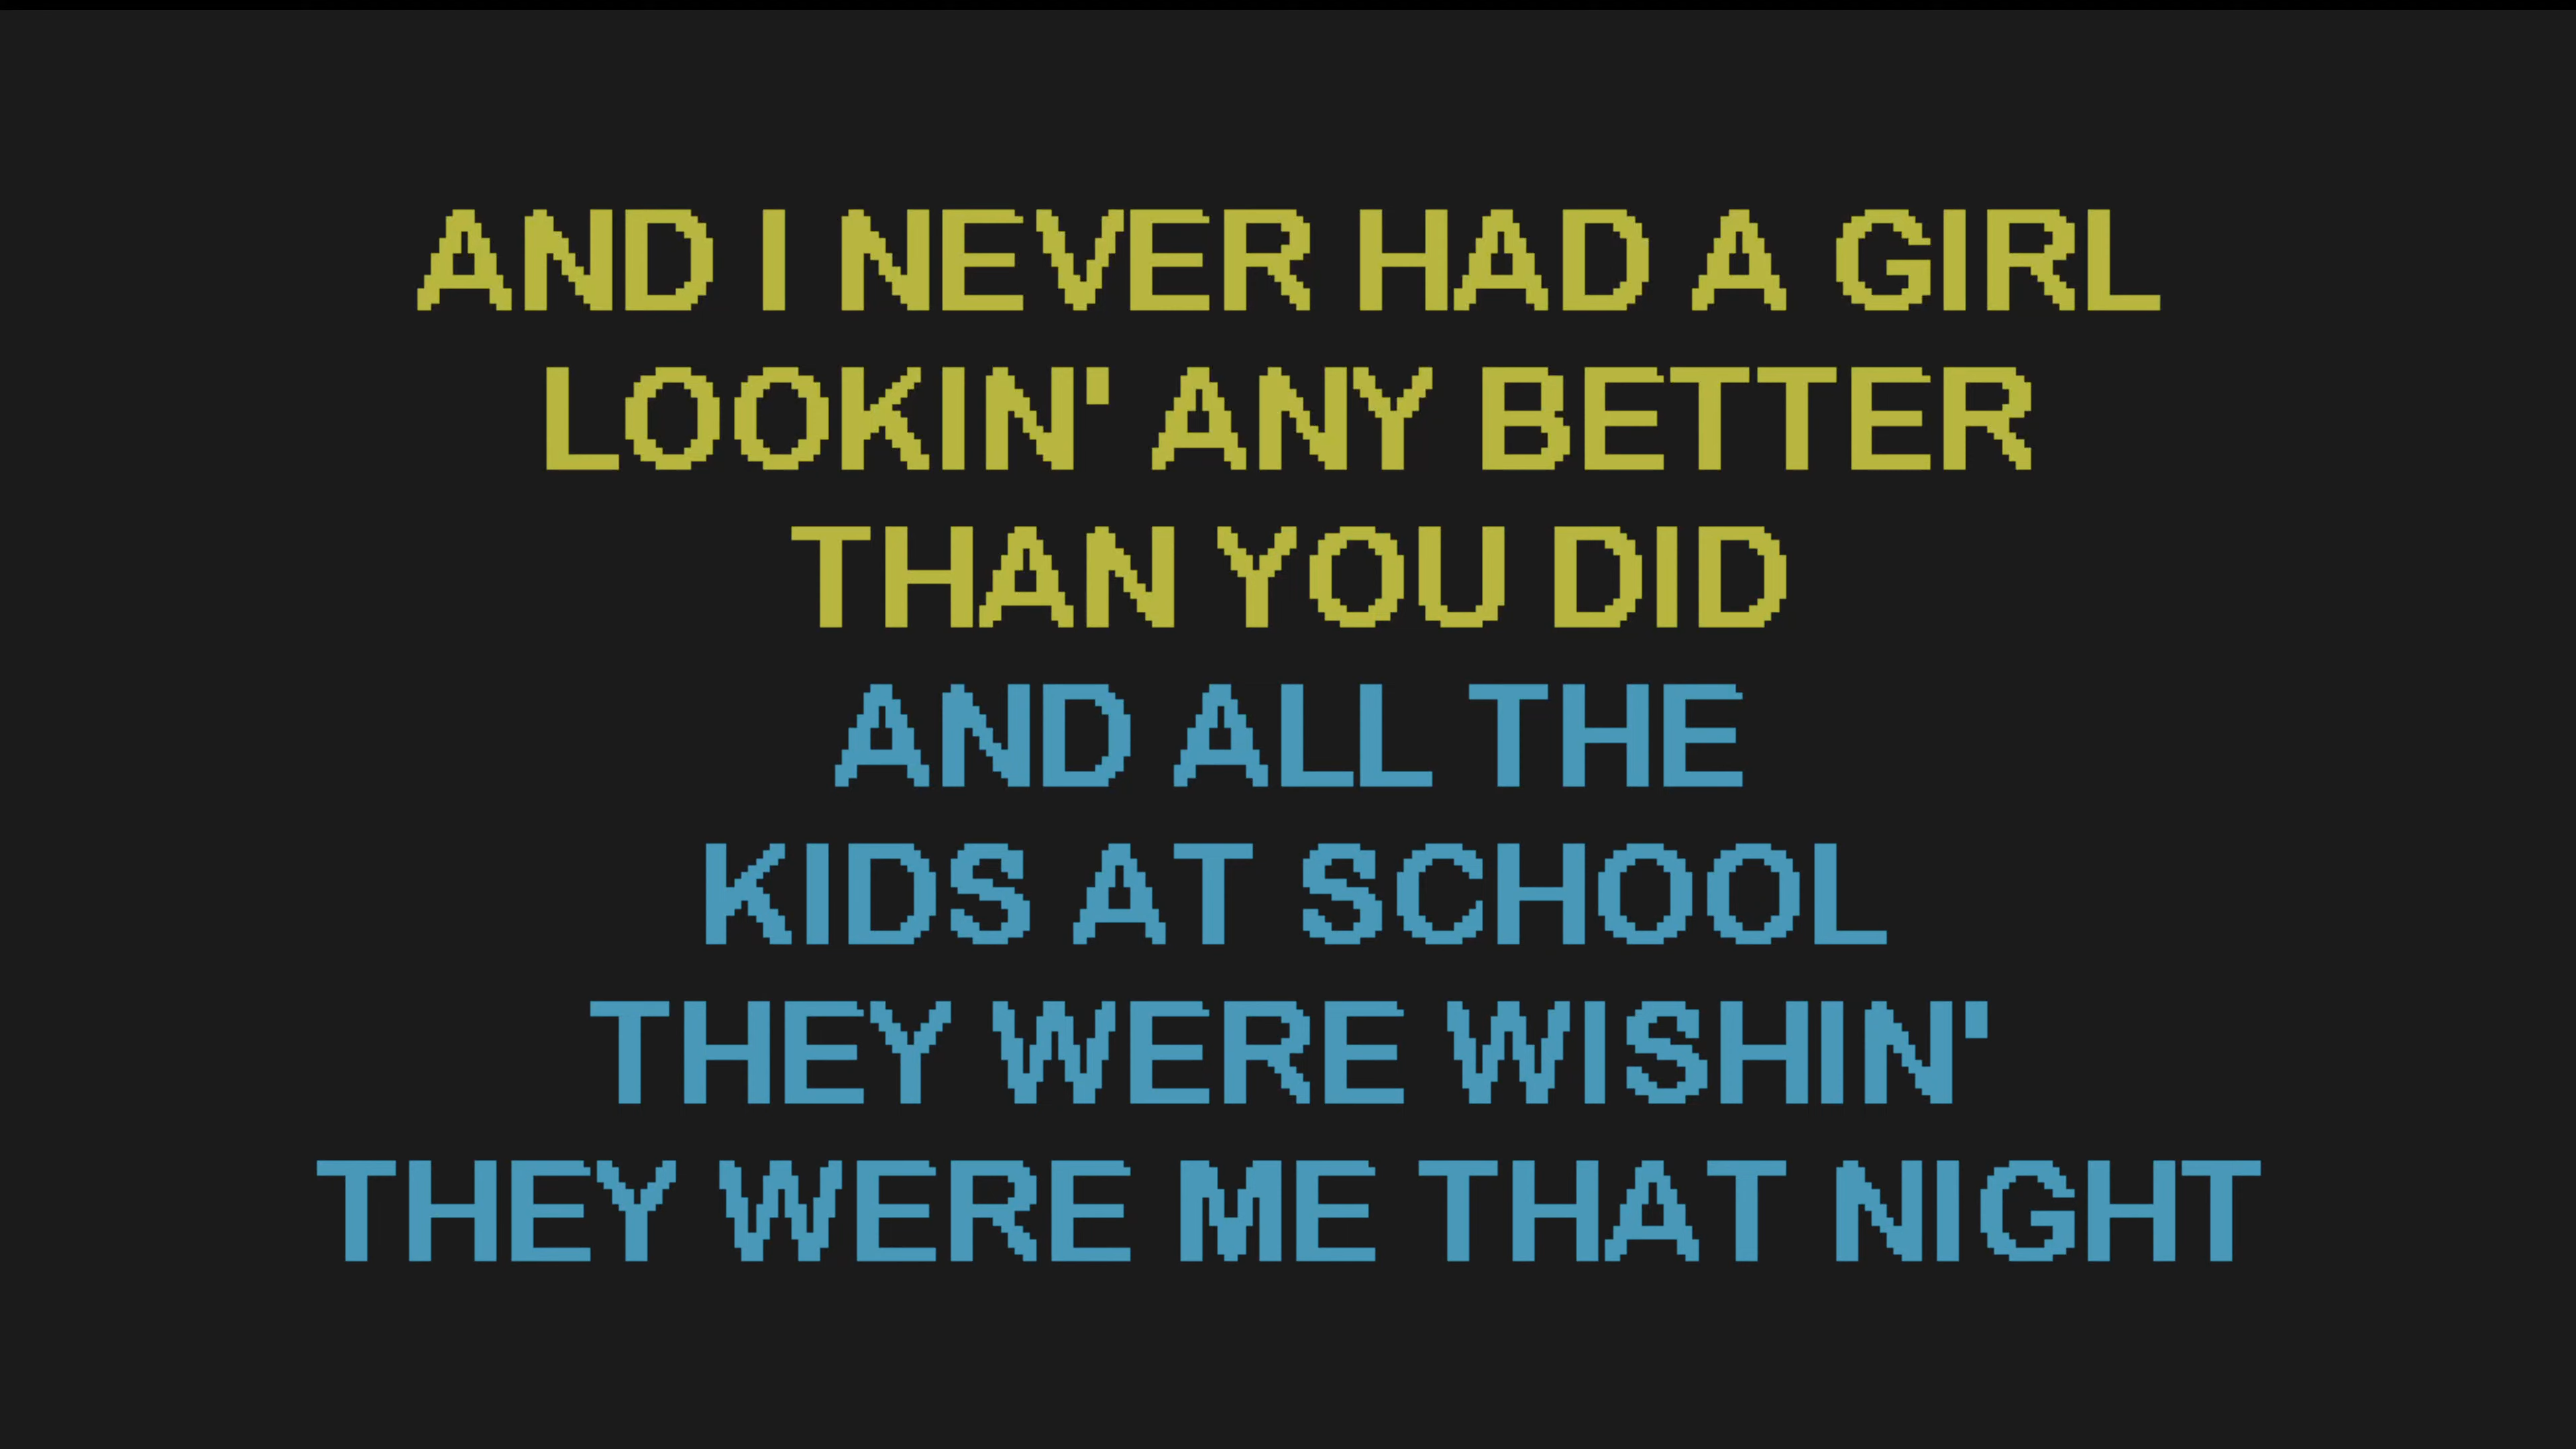 AND I NEVER HAD A GIRL
LOOKIN' ANY BETTER
THAN YOU DID
AND ALL THE
KIDS AT SCHOOL
THEY WERE WISHIN'
THEY WERE ME THAT NIGHT